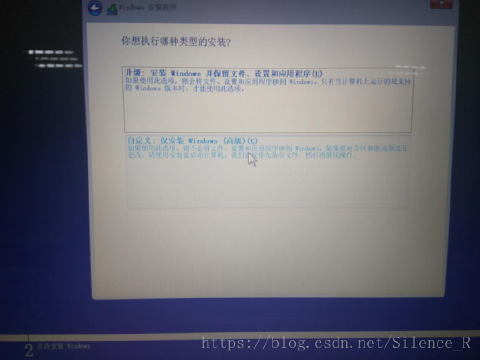 Windows 安装程序
你想执行哪种类型的安装?
升级: 安装 Windows 并保留文件、设置和应用程序(U)
如果使用此选项，则会将文件、设置和应用程序移到 Windows。只有当计算机上运行的是支持
的 Windows 版本时，才能使用此选项。
自定义: 仅安装 Windows (高级)(C)
如果使用此选项，则不会将文件、设置和应用程序移到 Windows。如果要对分区和驱动器进行
更改，请使用安装盘启动计算机。我们建议你先备份文件，然后再继续操作。
2
正在安装 Windows
https://blog.csdn.net/Silence_R